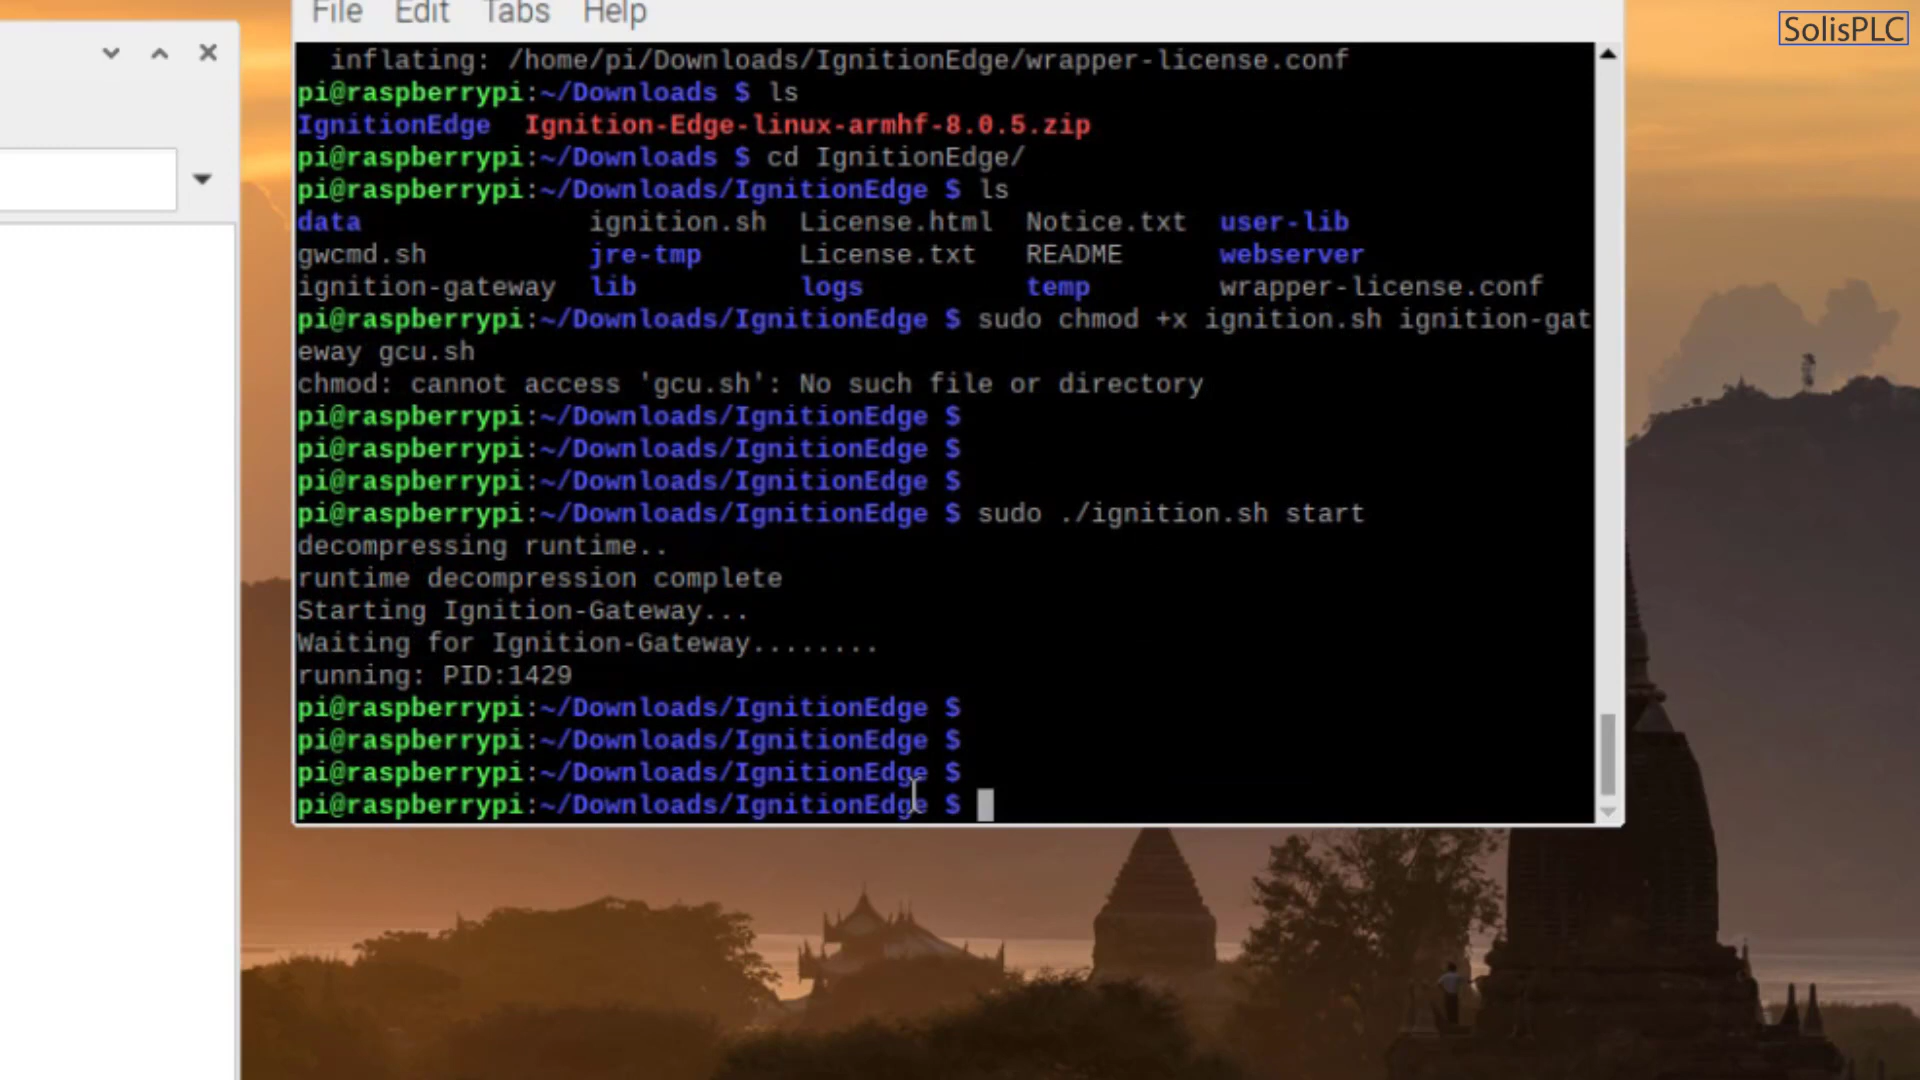 File Edit Tabs Help
SolisPLC
inflating: /home/pi/Downloads/IgnitionEdge/wrapper-license.conf
pi@raspberrypi:~/Downloads $ ls
IgnitionEdge Ignition-Edge-linux-armhf-8.0.5.zip
pi@raspberrypi:~/Downloads $ cd IgnitionEdge/
pi@raspberrypi:~/Downloads/IgnitionEdge $ ls
data ignition.sh License.html Notice.txt user-lib
gwcmd.sh jre-tmp License.txt README webserver
ignition-gateway lib logs temp wrapper-license.conf
pi@raspberrypi:~/Downloads/IgnitionEdge $ sudo chmod +x ignition.sh ignition-gat
eway gcu.sh
chmod: cannot access 'gcu.sh': No such file or directory
pi@raspberrypi:~/Downloads/IgnitionEdge $
pi@raspberrypi:~/Downloads/IgnitionEdge $
pi@raspberrypi:~/Downloads/IgnitionEdge $
pi@raspberrypi:~/Downloads/IgnitionEdge $ sudo ./ignition.sh start
decompressing runtime..
runtime decompression complete
Starting Ignition-Gateway...
Waiting for Ignition-Gateway........
running: PID:1429
pi@raspberrypi:~/Downloads/IgnitionEdge $
pi@raspberrypi:~/Downloads/IgnitionEdge $
pi@raspberrypi:~/Downloads/IgnitionEdge $
pi@raspberrypi:~/Downloads/IgnitionEdge $